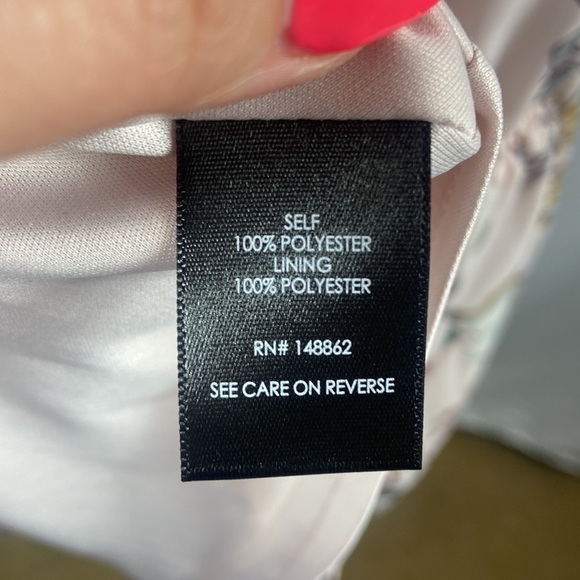 SELF
100% POLYESTER
LINING
100% POLYESTER
RN# 148862
SEE CARE ON REVERSE